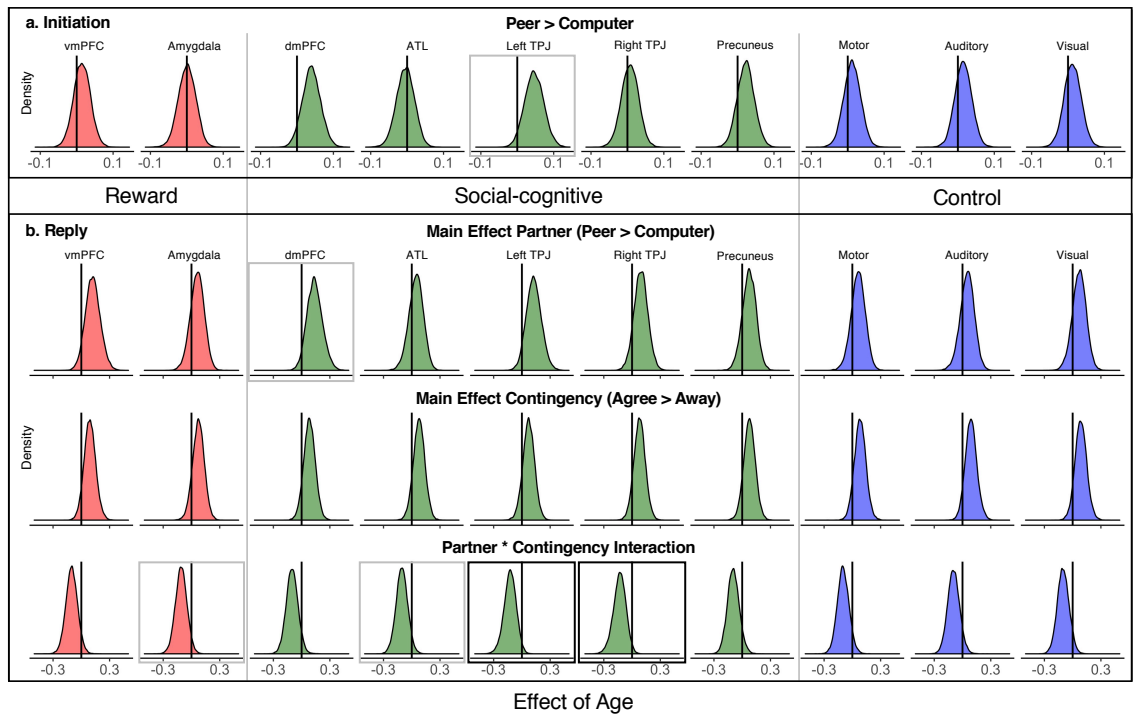 a. Initiation
Peer > Computer
vmPFC Amygdala dmPFC ATL Left TPJ Right TPJ Precuneus Motor Auditory Visual
Density
-0.1 0.1 -0.1 0.1 -0.1 0.1 -0.1 0.1 -0.1 0.1 -0.1 0.1 -0.1 0.1 -0.1 0.1 -0.1 0.1 -0.1 0.1
Reward Social-cognitive Control
b. Reply
Main Effect Partner (Peer > Computer)
vmPFC Amygdala dmPFC ATL Left TPJ Right TPJ Precuneus Motor Auditory Visual
Main Effect Contingency (Agree > Away)
Density
Partner * Contingency Interaction
-0.3 0.3 -0.3 0.3 -0.3 0.3 -0.3 0.3 -0.3 0.3 -0.3 0.3 -0.3 0.3 -0.3 0.3 -0.3 0.3 -0.3 0.3
Effect of Age